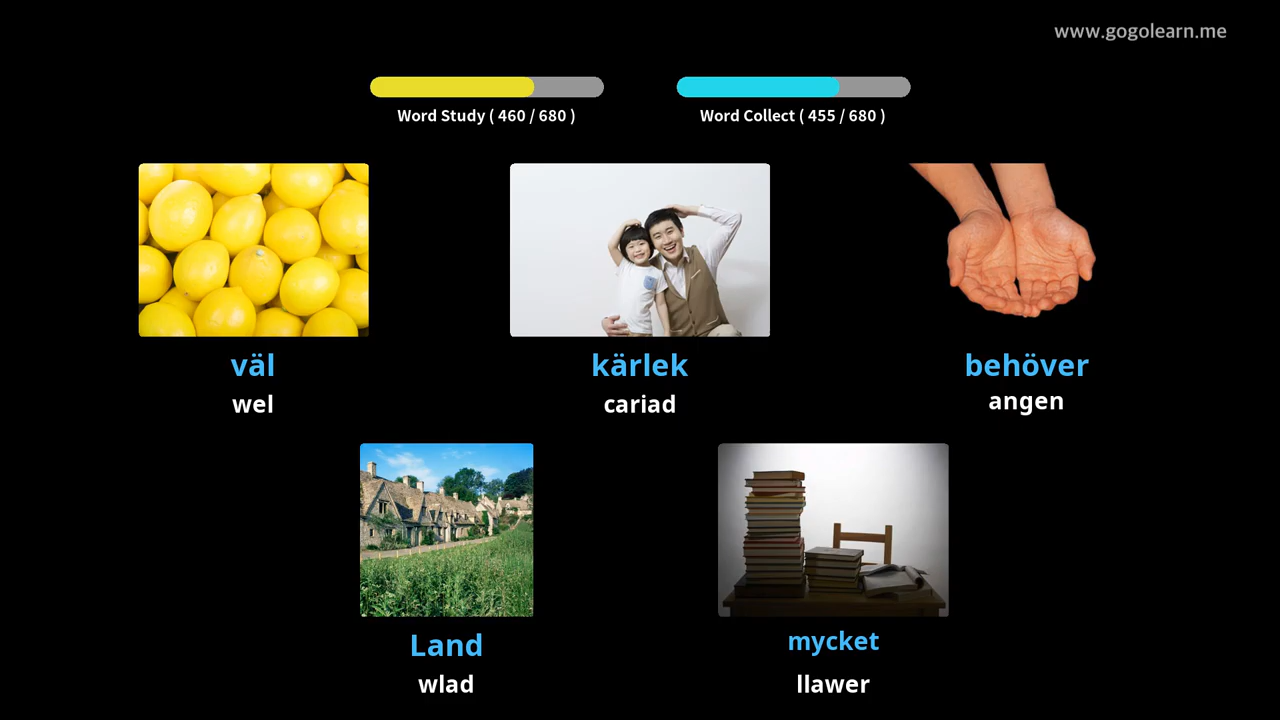 www.gogolearn.me
Word Study ( 460 / 680 )
Word Collect ( 455 / 680 )
väl
wel
kärlek
cariad
behöver
angen
Land
wlad
mycket
llawer